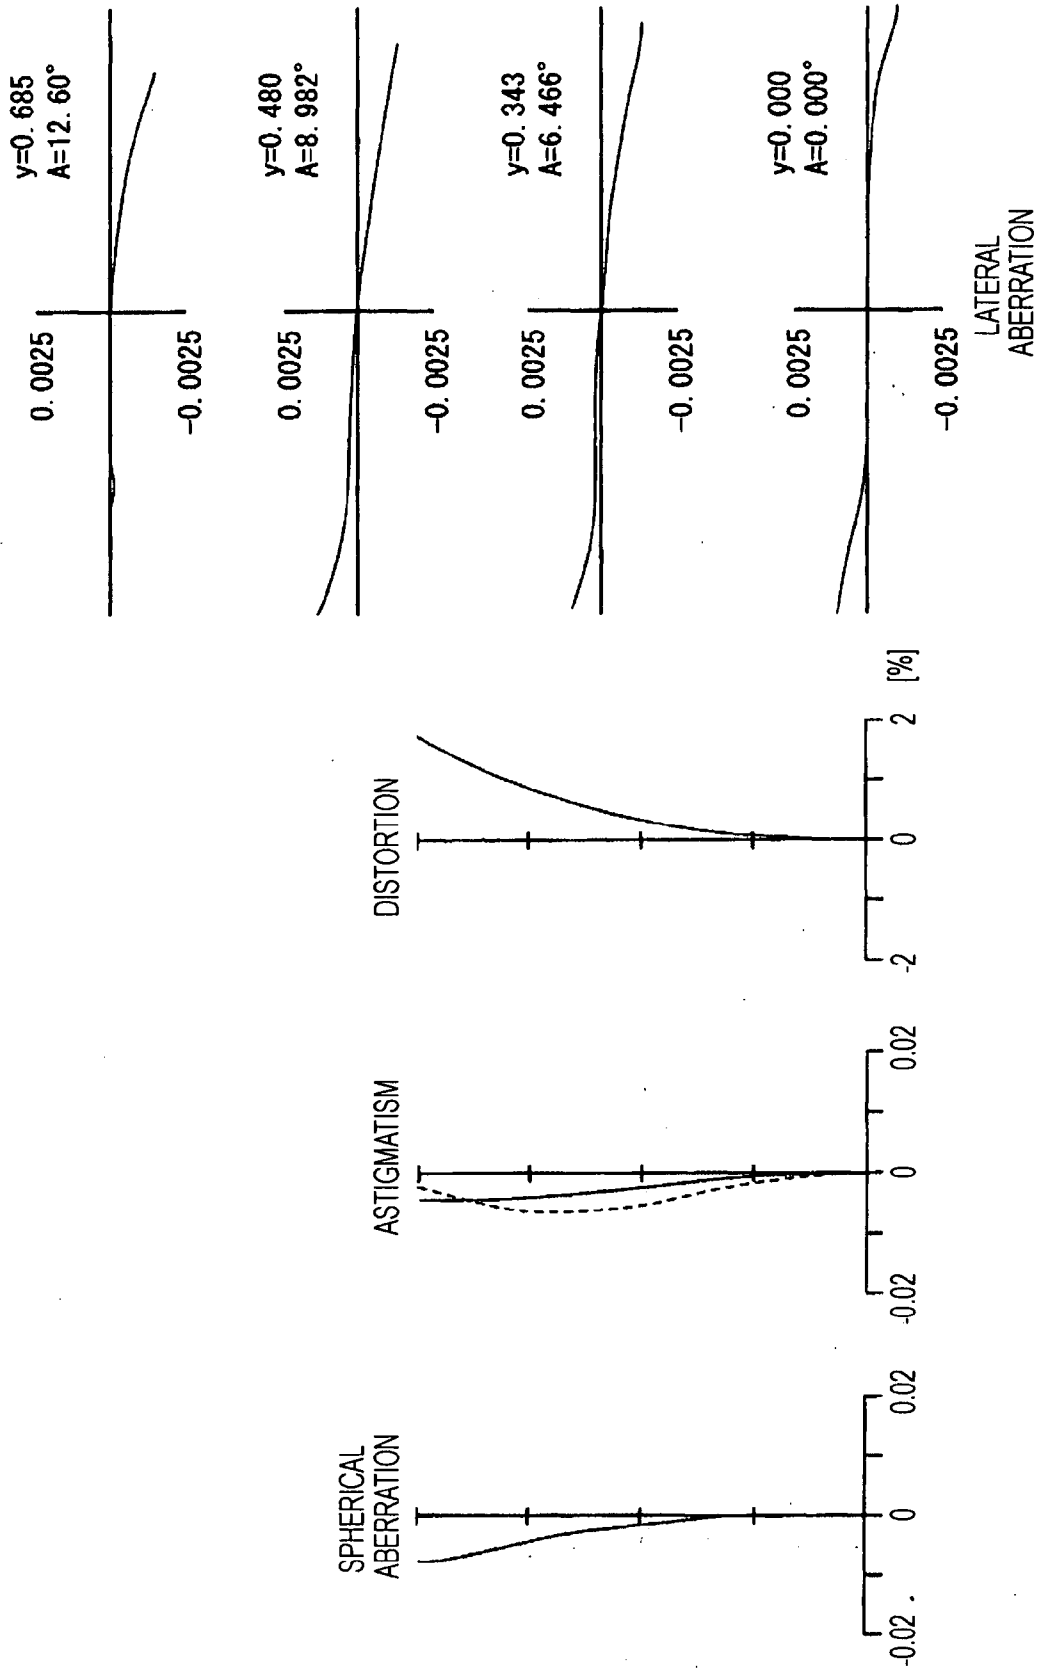 SPHERICAL
ABERRATION
-0.02
0
0.02
ASTIGMATISM
-0.02
0
0.02
DISTORTION
-2
0
2
[%]
y=0.685
A=12.60°
0.0025
-0.0025
y=0.480
A=8.982°
0.0025
-0.0025
y=0.343
A=6.466°
0.0025
-0.0025
y=0.000
A=0.000°
0.0025
-0.0025
LATERAL
ABERRATION